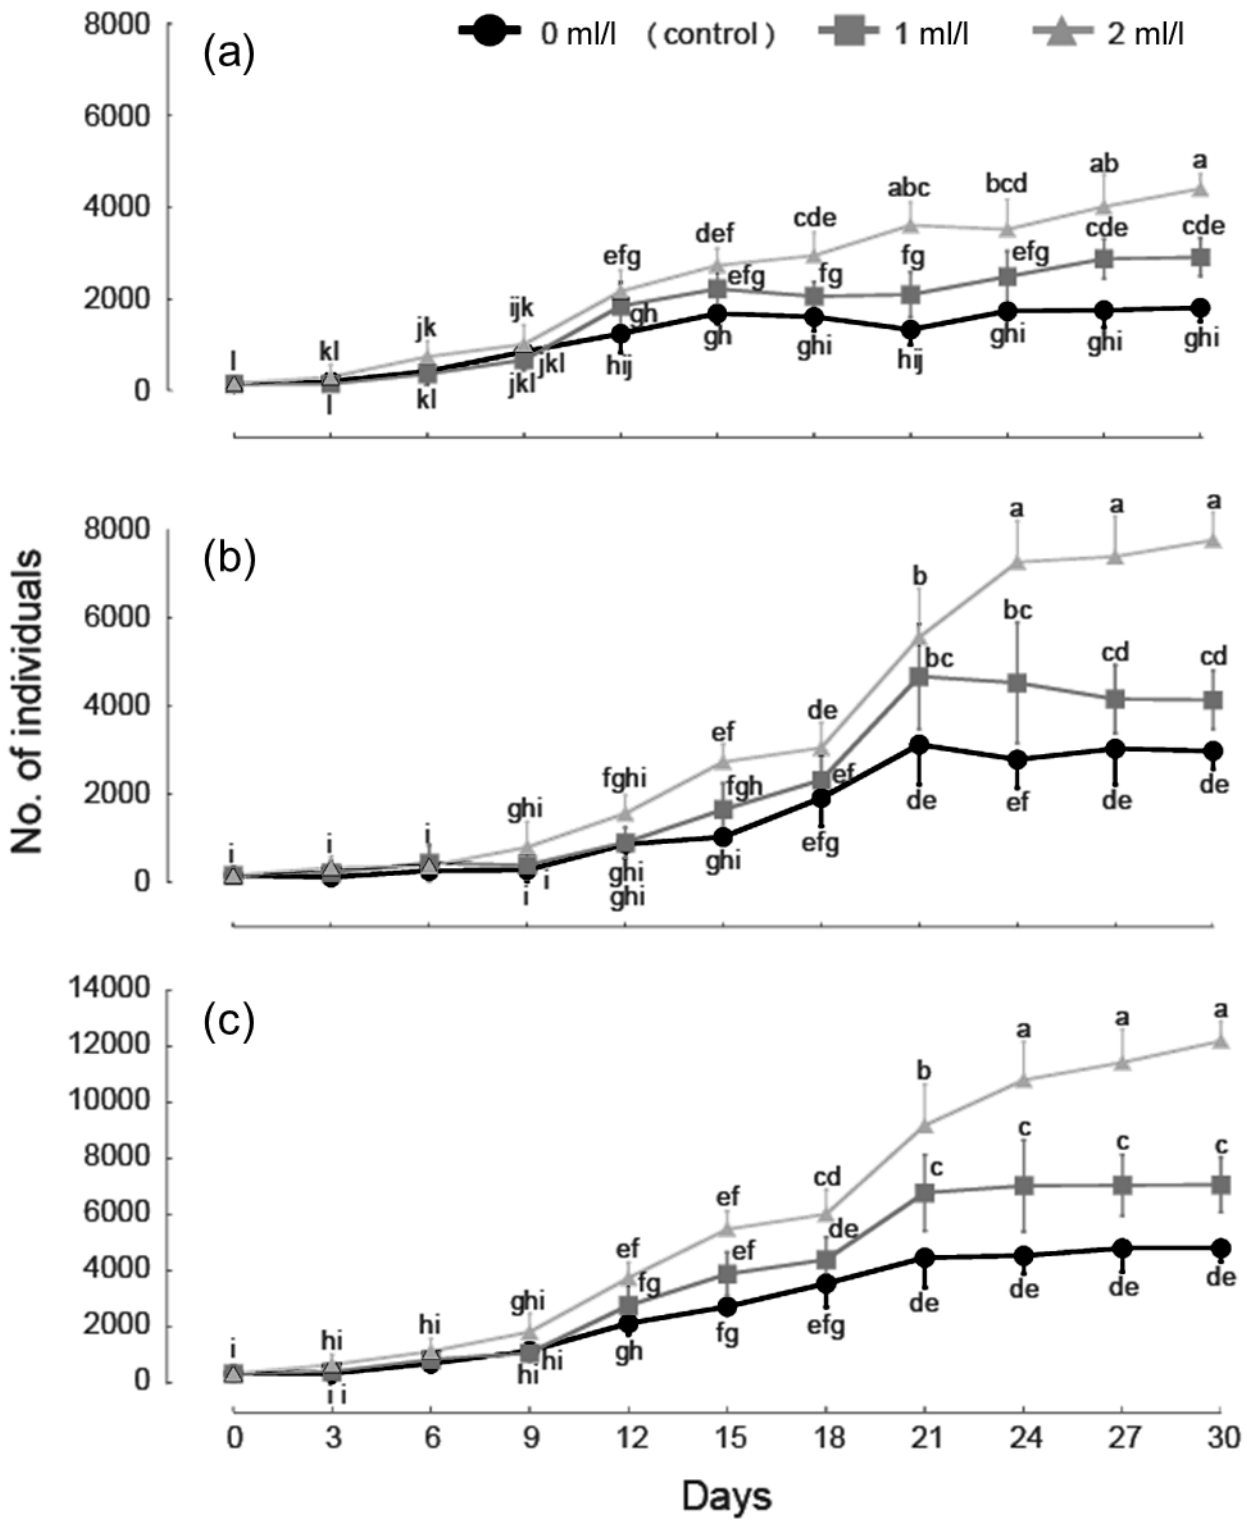 8000
(a)
0 ml/l (control) 1 ml/l 2 ml/l
6000
4000
2000
0
l kl jk ijk efg def cde abc bcd ab a
gh efg fg fg efg cde cde
l kl jkl jkl hij gh ghi hij ghi ghi ghi
No. of individuals
8000
(b)
6000
4000
2000
0
i i i ghi fghi ef de b a a a
fgh ef bc bc cd cd
i i ghi ghi ghi efg de ef de de
14000
(c)
12000
10000
8000
6000
4000
2000
0
i hi hi ghi ef ef cd b a a a
fg ef de c c c c
i i hi hi gh fg efg de de de de
0 3 6 9 12 15 18 21 24 27 30
Days